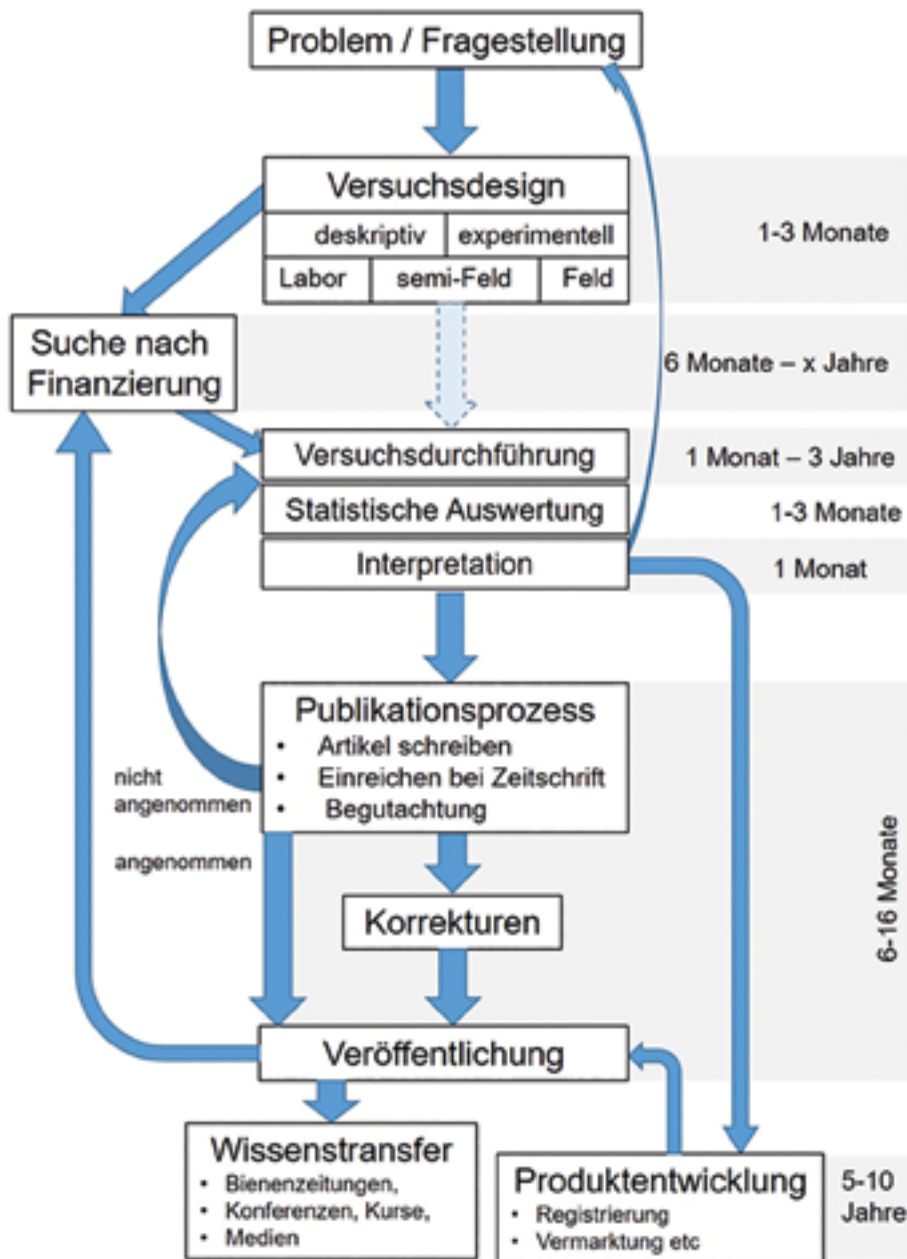 Problem / Fragestellung
Versuchsdesign
deskriptiv experimentell
1-3 Monate
Labor semi-Feld Feld
Suche nach
Finanzierung
6 Monate – x Jahre
Versuchsdurchführung
1 Monat – 3 Jahre
Statistische Auswertung
1-3 Monate
Interpretation
1 Monat
Publikationsprozess
• Artikel schreiben
• Einreichen bei Zeitschrift
• Begutachtung
nicht
angenommen
angenommen
6-16 Monate
Korrekturen
Veröffentlichung
Wissenstransfer
• Bienenzeitungen,
• Konferenzen, Kurse,
• Medien
Produktentwicklung
• Registrierung
• Vermarktung etc
5-10
Jahre